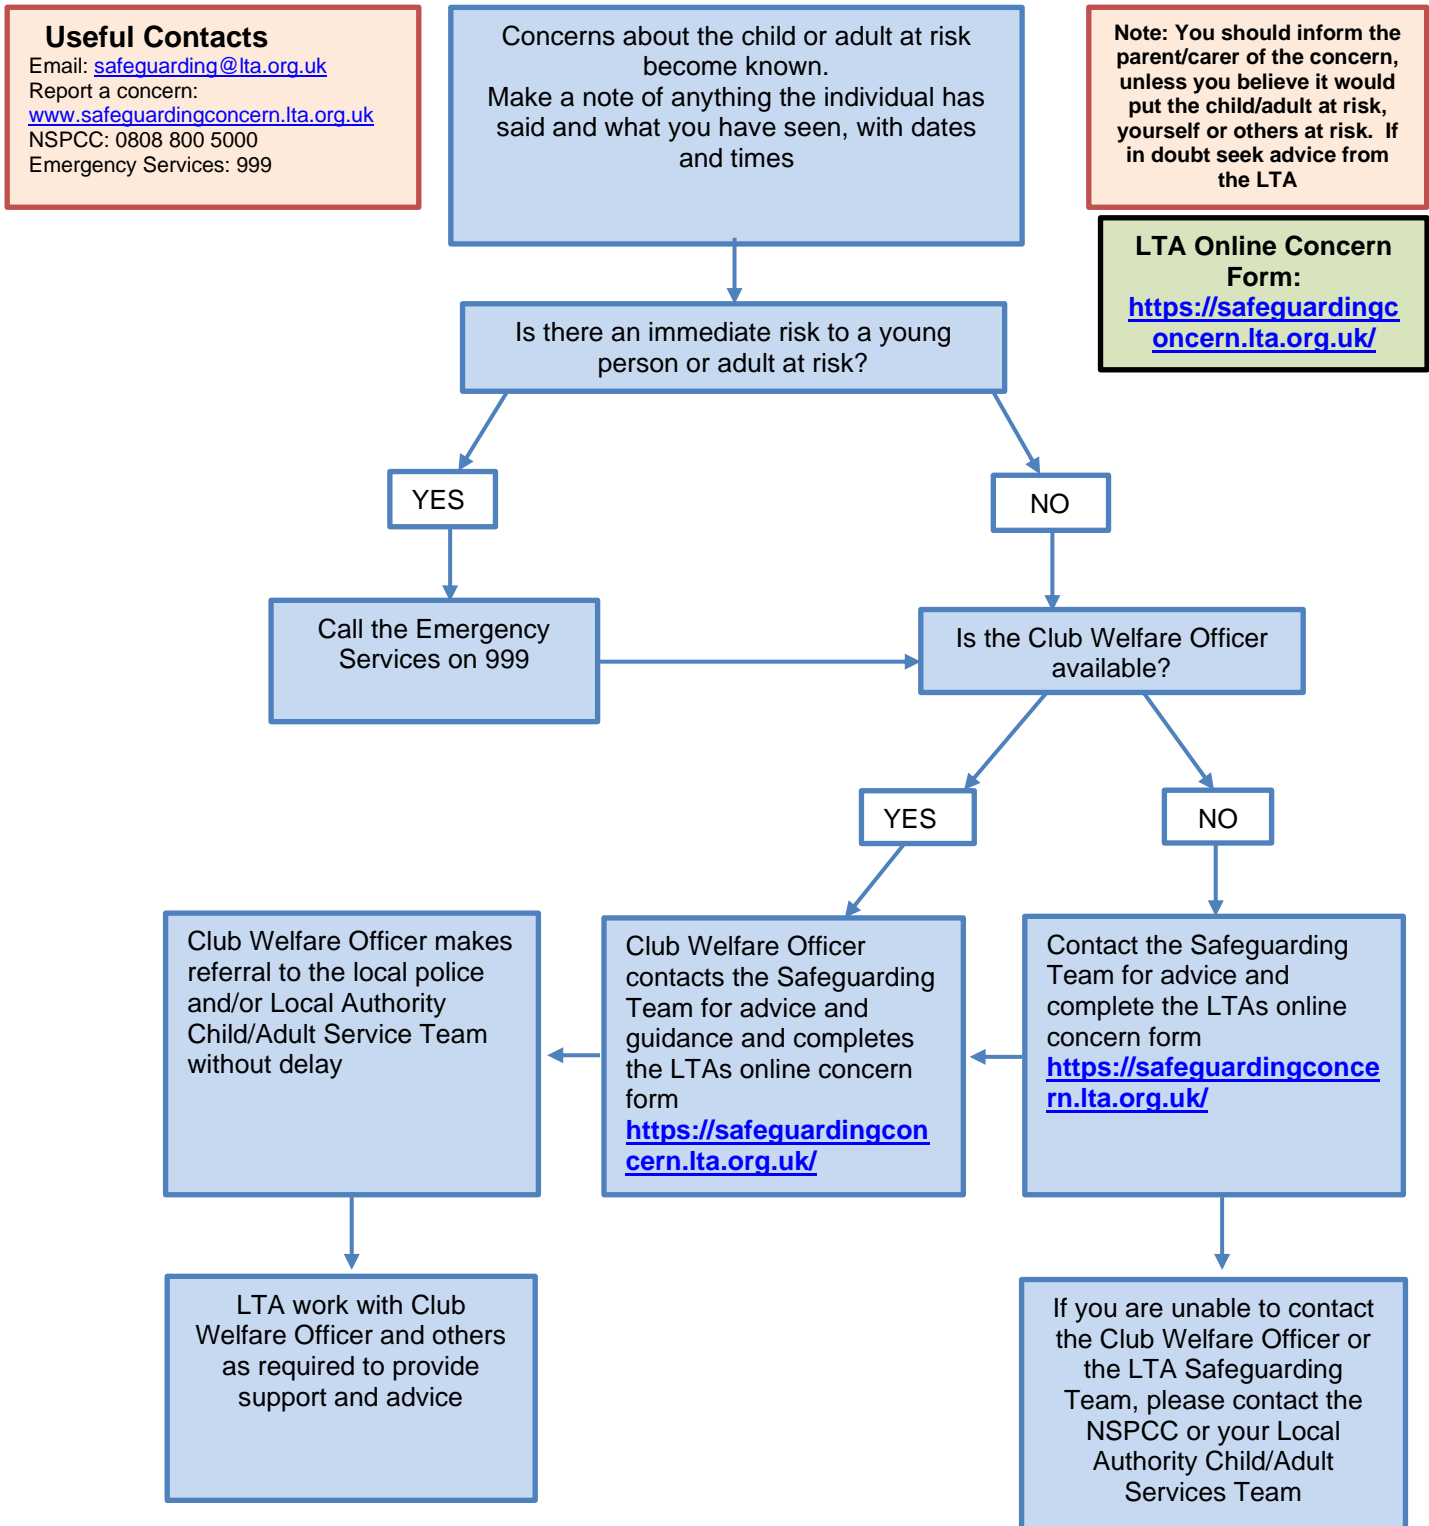 Useful Contacts
Email: safeguarding@lta.org.uk
Report a concern:
www.safeguardingconcern.lta.org.uk
NSPCC: 0808 800 5000
Emergency Services: 999
Concerns about the child or adult at risk
become known.
Make a note of anything the individual has
said and what you have seen, with dates
and times
Note: You should inform the
parent/carer of the concern,
unless you believe it would
put the child/adult at risk,
yourself or others at risk. If
in doubt seek advice from
the LTA
LTA Online Concern
Form:
https://safeguardingc
oncern.lta.org.uk/
Is there an immediate risk to a young
person or adult at risk?
YES
NO
Call the Emergency
Services on 999
Is the Club Welfare Officer
available?
YES
NO
Club Welfare Officer makes
referral to the local police
and/or Local Authority
Child/Adult Service Team
without delay
Club Welfare Officer
contacts the Safeguarding
Team for advice and
guidance and completes
the LTAs online concern
form
https://safeguardingcon
cern.lta.org.uk/
Contact the Safeguarding
Team for advice and
complete the LTAs online
concern form
https://safeguardingconce
rn.lta.org.uk/
LTA work with Club
Welfare Officer and others
as required to provide
support and advice
If you are unable to contact
the Club Welfare Officer or
the LTA Safeguarding
Team, please contact the
NSPCC or your Local
Authority Child/Adult
Services Team